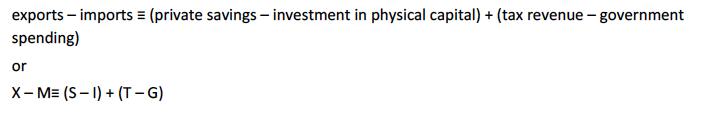 exports – imports ≡ (private savings – investment in physical capital) + (tax revenue – government
spending)
or
X – M≡ (S – I) + (T – G)